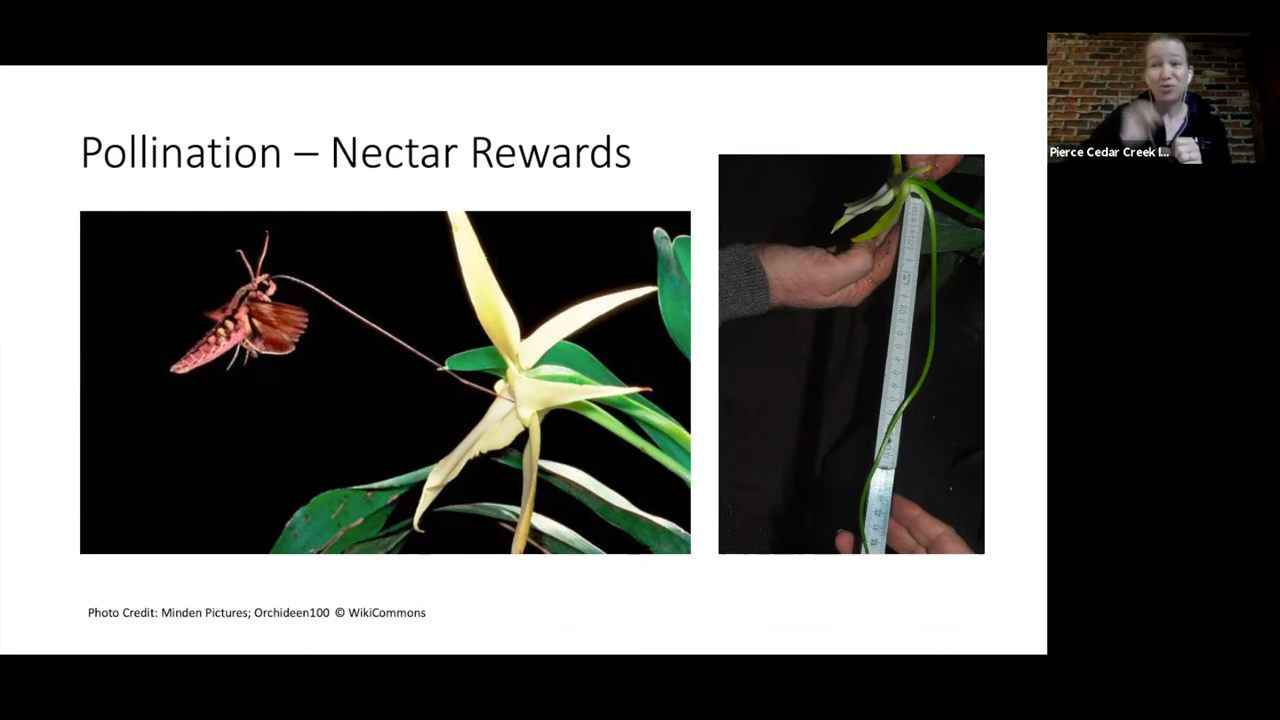 Pollination – Nectar Rewards
Pierce Cedar Creek I...
Photo Credit: Minden Pictures; Orchideen100 © WikiCommons